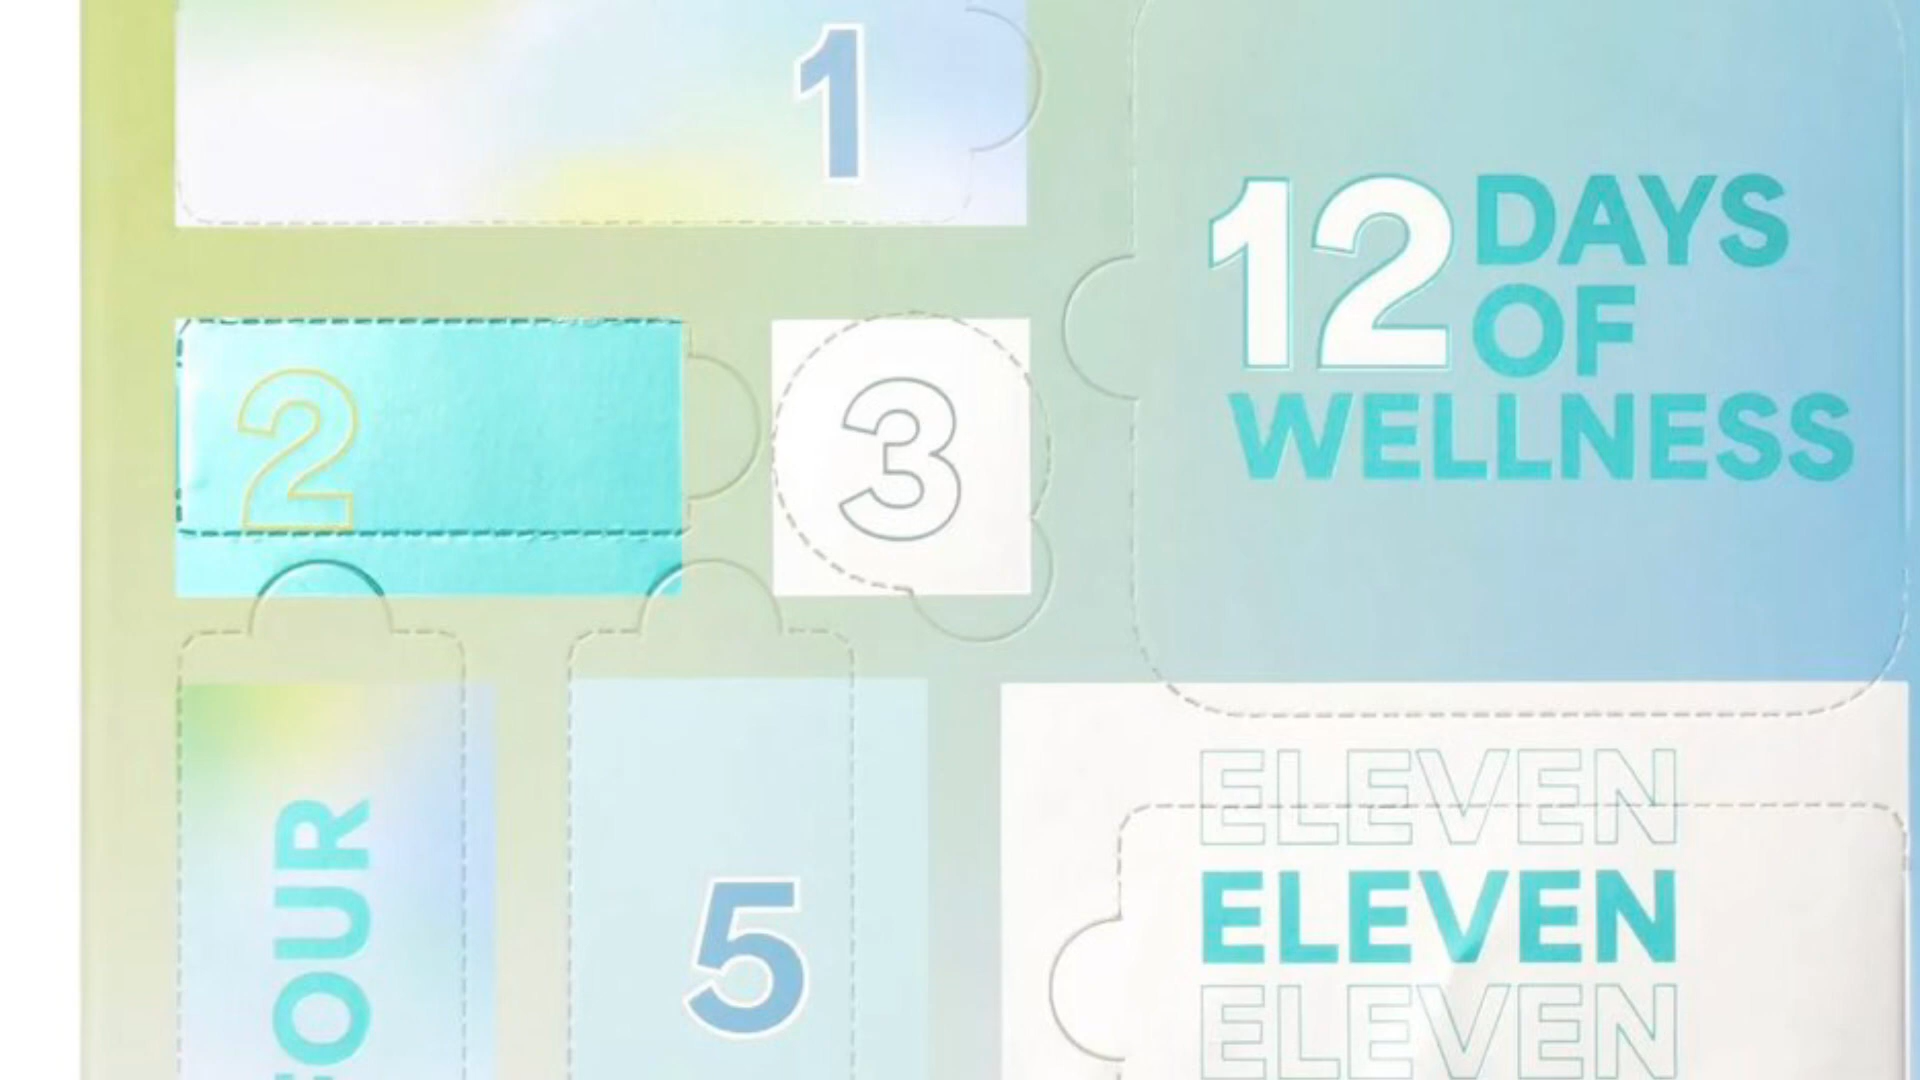 1
12 DAYS
OF
WELLNESS
2
3
FOUR
5
ELEVEN
ELEVEN
ELEVEN